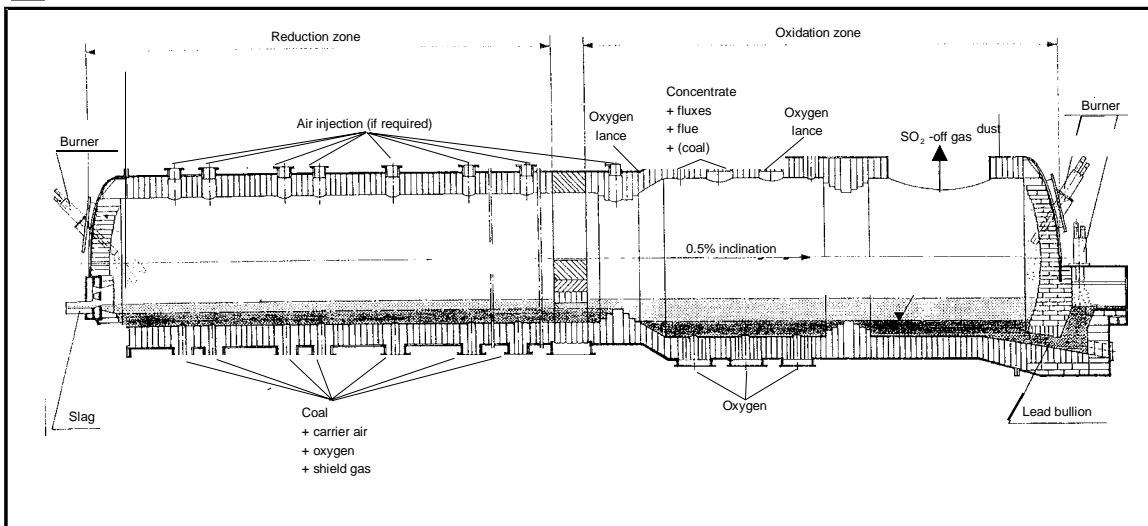 Reduction zone
Oxidation zone
Concentrate
+ fluxes
+ flue
+ (coal)
Burner
Air injection (if required)
Oxygen
lance
Oxygen
lance
Burner
SO2 -off gas
dust
0.5% inclination
Slag
Coal
+ carrier air
+ oxygen
+ shield gas
Oxygen
Lead bullion